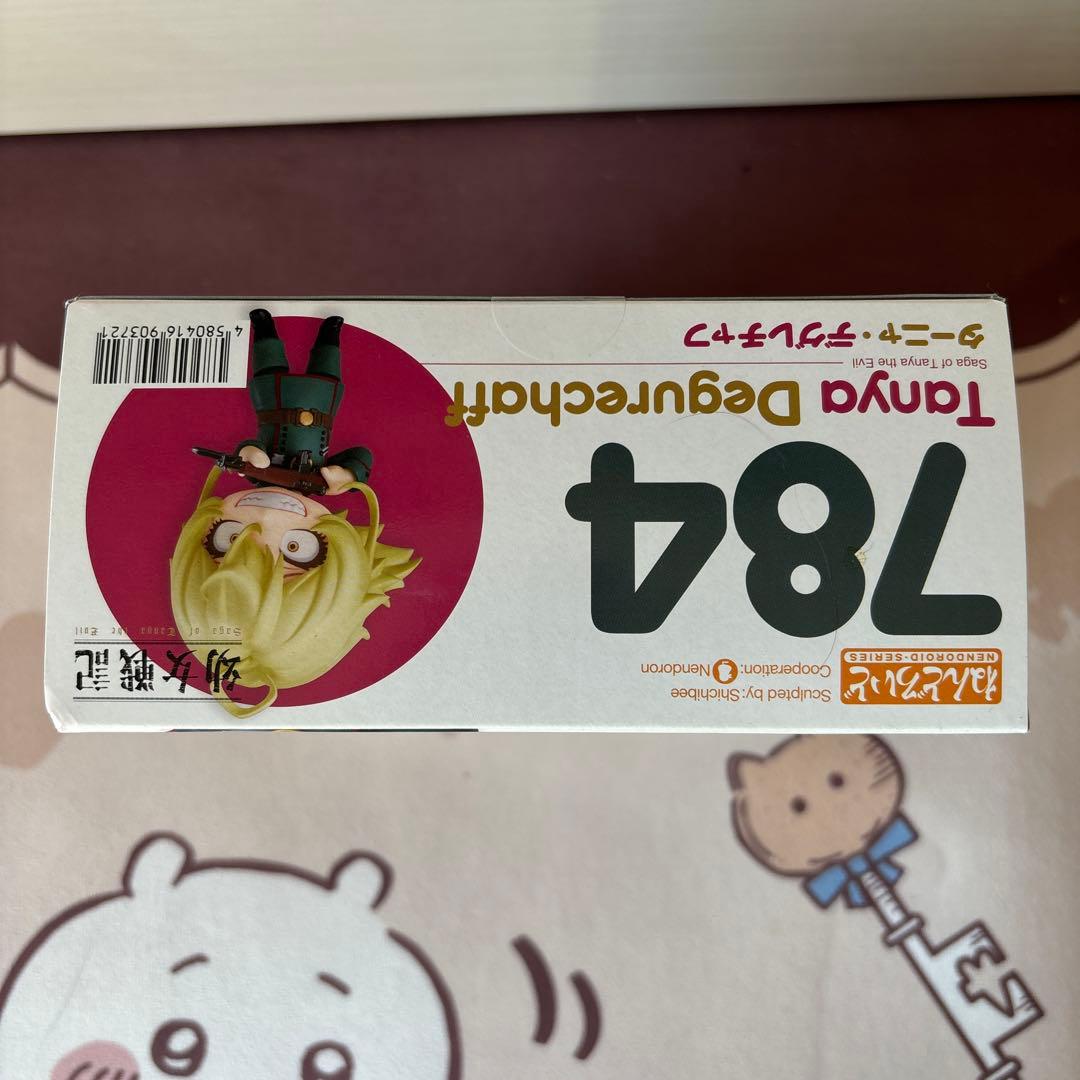 ねんどろいど
NENDOROID-SERIES
Sculpted by: Shichibee
Cooperation: Nendoron
784
Tanya Degurechaff
Saga of Tanya the Evil
ターニャ・デグレチャフ
幼女戦記
Saga of Tanya the Evil
4 580416 903721